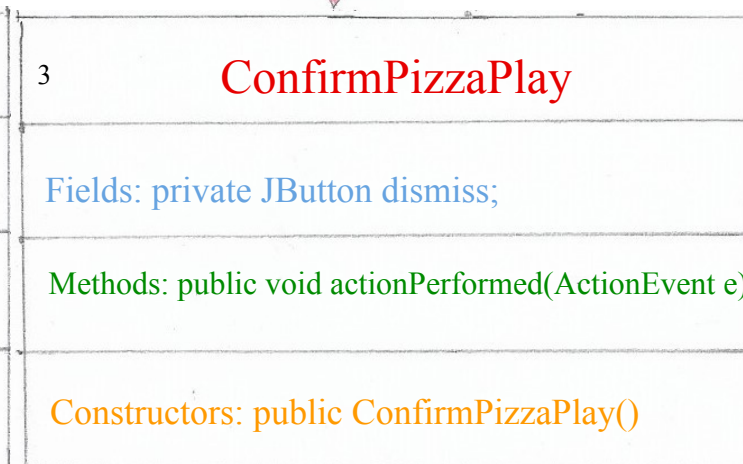 3
ConfirmPizzaPlay
Fields: private JButton dismiss;
Methods: public void actionPerformed(ActionEvent e)
Constructors: public ConfirmPizzaPlay()